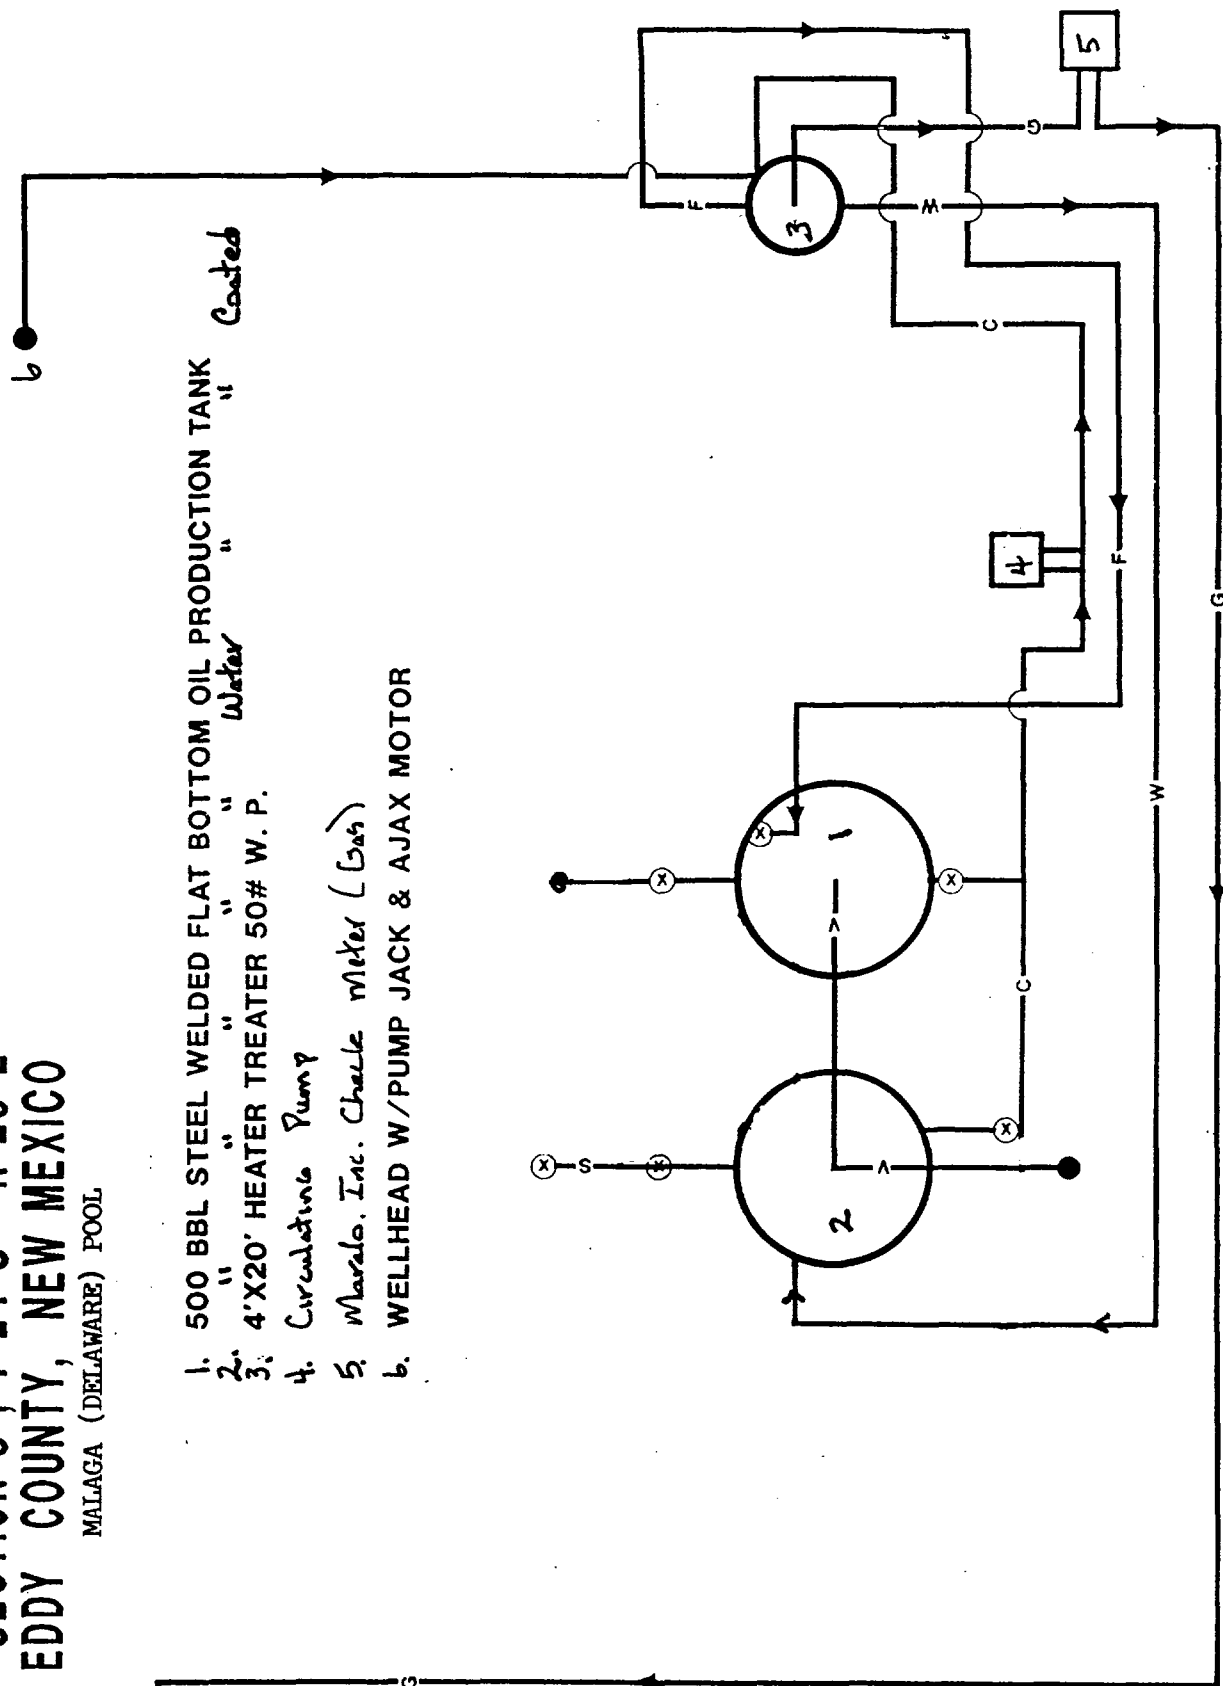 EDDY COUNTY, NEW MEXICO
MALAGA (DELAWARE) POOL
1. 500 BBL STEEL WELDED FLAT BOTTOM OIL PRODUCTION TANK
2. " " " " " Water " " Coated
3. 4'X20' HEATER TREATER 50# W. P.
4. Circulating Pump
5. Maralo, Inc. Check Meter (Gas)
6. WELLHEAD W/PUMP JACK & AJAX MOTOR
6
F
3
W
G
5
C
4
F
G
W
X
X
1
X
V
C
X
S
X
2
V
X
G